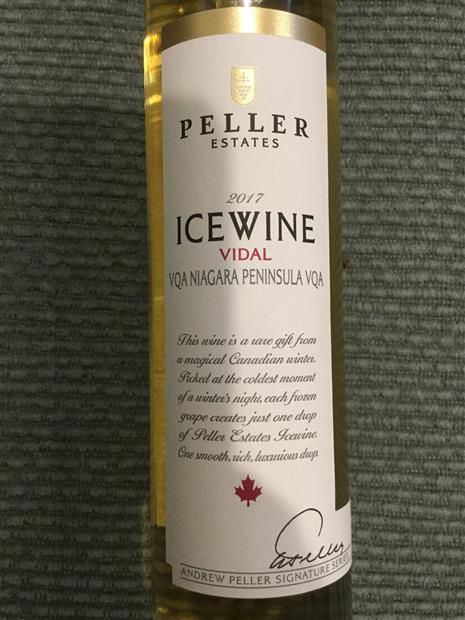 PELLER
ESTATES
2017
ICEWINE
VIDAL
VQA NIAGARA PENINSULA VQA
This wine is a rare gift from
a magical Canadian winter.
Picked at the coldest moment
of a winter's night, each frozen
grape creates just one drop
of Peller Estates Icewine.
One smooth, rich, luxurious drop.
APeller
ANDREW PELLER SIGNATURE SERIES